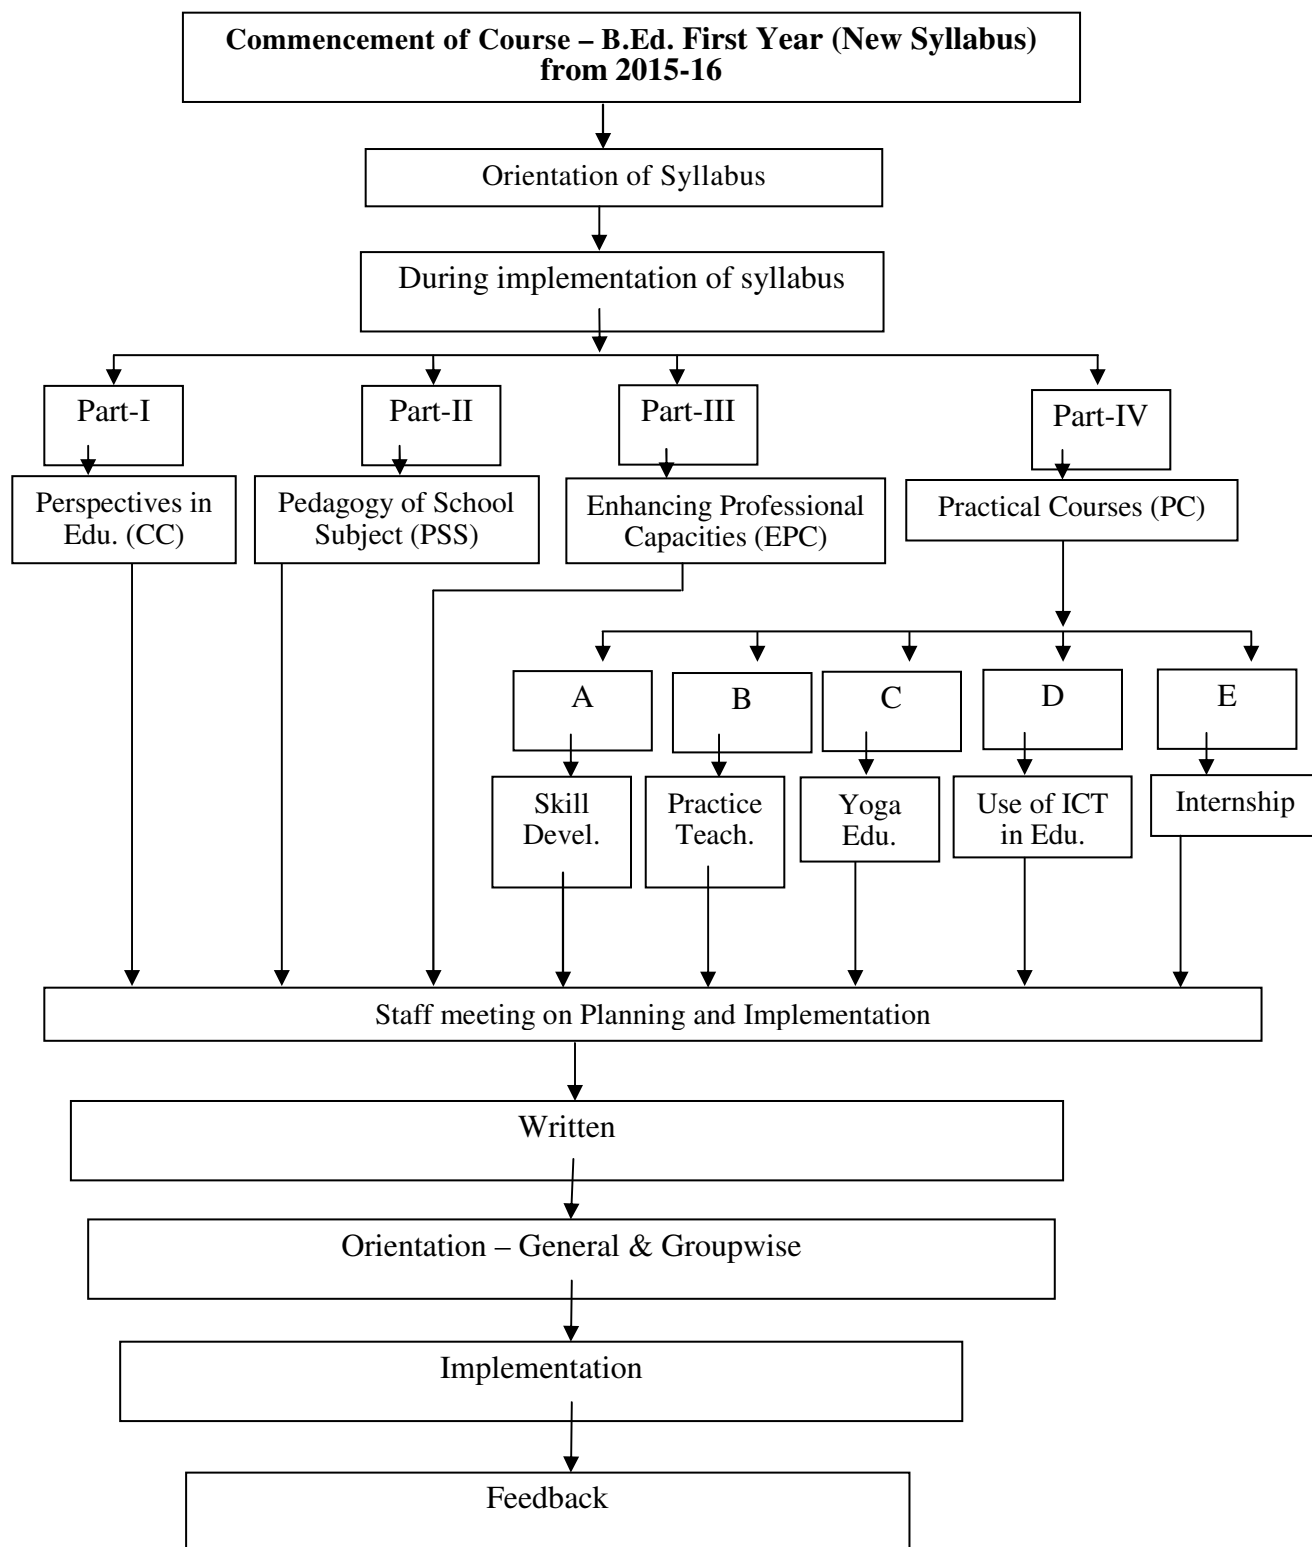 Commencement of Course – B.Ed. First Year (New Syllabus)
from 2015-16
Orientation of Syllabus
During implementation of syllabus
Part-I
Part-II
Part-III
Part-IV
Perspectives in
Edu. (CC)
Pedagogy of School
Subject (PSS)
Enhancing Professional
Capacities (EPC)
Practical Courses (PC)
A
B
C
D
E
Skill
Devel.
Practice
Teach.
Yoga
Edu.
Use of ICT
in Edu.
Internship
Staff meeting on Planning and Implementation
Written
Orientation – General & Groupwise
Implementation
Feedback